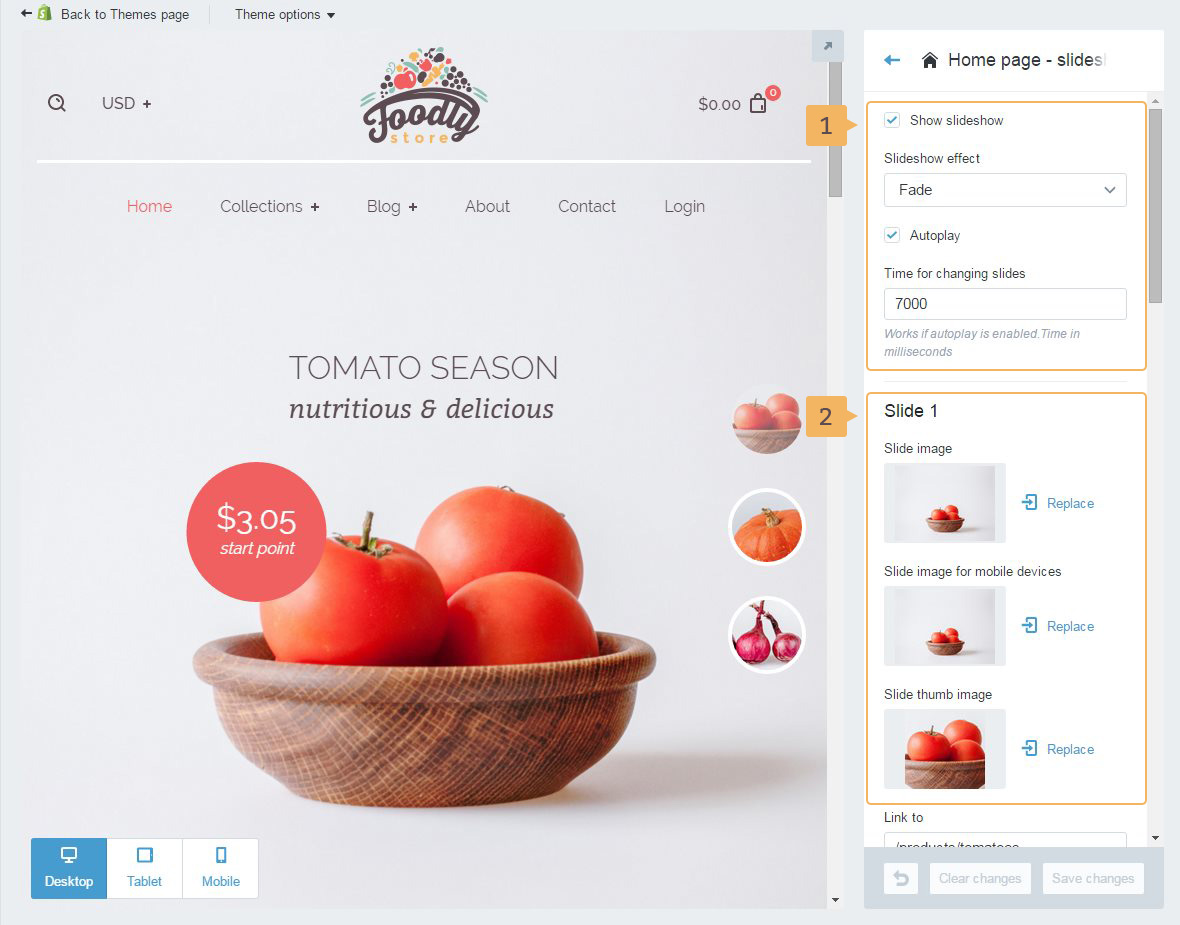 Back to Themes page
Theme options
USD +
Foodly
store
$0.00
0
Home
Collections +
Blog +
About
Contact
Login
TOMATO SEASON
nutritious & delicious
$3.05
start point
Desktop
Tablet
Mobile
Home page - slides
1
Show slideshow
Slideshow effect
Fade
Autoplay
Time for changing slides
7000
Works if autoplay is enabled.Time in
milliseconds
2
Slide 1
Slide image
Replace
Slide image for mobile devices
Replace
Slide thumb image
Replace
Link to
/products/tomatoes
Clear changes
Save changes